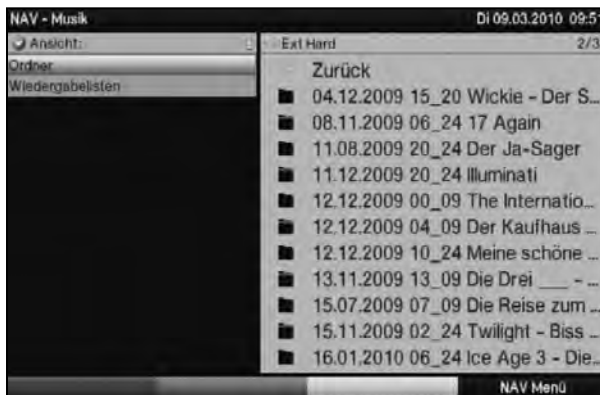 NAV - Musik
Di 09.03.2010 09:51
Ansicht:
Ordner
Wiedergabelisten
Ext Hard
2/3
Zurück
04.12.2009 15_20 Wickie - Der S...
08.11.2009 06_24 17 Again
11.08.2009 20_24 Der Ja-Sager
11.12.2009 20_24 Illuminati
12.12.2009 00_09 The Internatio...
12.12.2009 04_09 Der Kaufhaus ...
12.12.2009 10_24 Meine schöne ...
13.11.2009 13_09 Die Drei ___ - ...
15.07.2009 07_09 Die Reise zum ...
15.11.2009 02_24 Twilight - Biss ...
16.01.2010 06_24 Ice Age 3 - Die...
NAV Menü